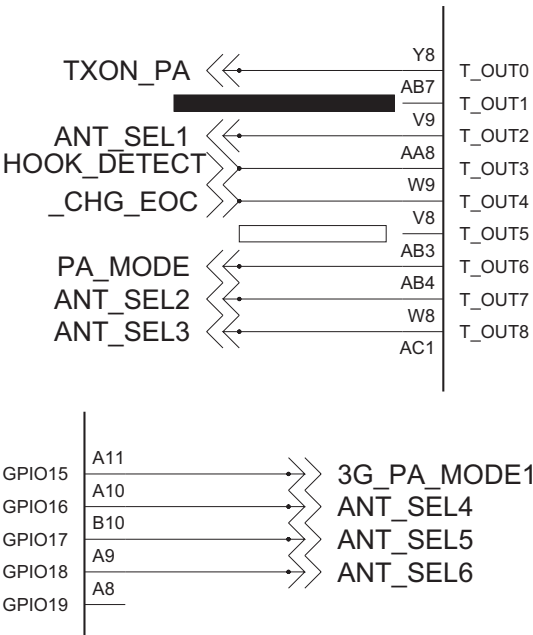 Y8
TXON_PA T_OUT0
AB7
T_OUT1
V9
ANT_SEL1 T_OUT2
AA8
HOOK_DETECT T_OUT3
W9
_CHG_EOC T_OUT4
V8
T_OUT5
AB3
PA_MODE T_OUT6
AB4
ANT_SEL2 T_OUT7
W8
ANT_SEL3 T_OUT8
AC1
A11
GPIO15 3G_PA_MODE1
A10
GPIO16 ANT_SEL4
B10
GPIO17 ANT_SEL5
A9
GPIO18 ANT_SEL6
A8
GPIO19